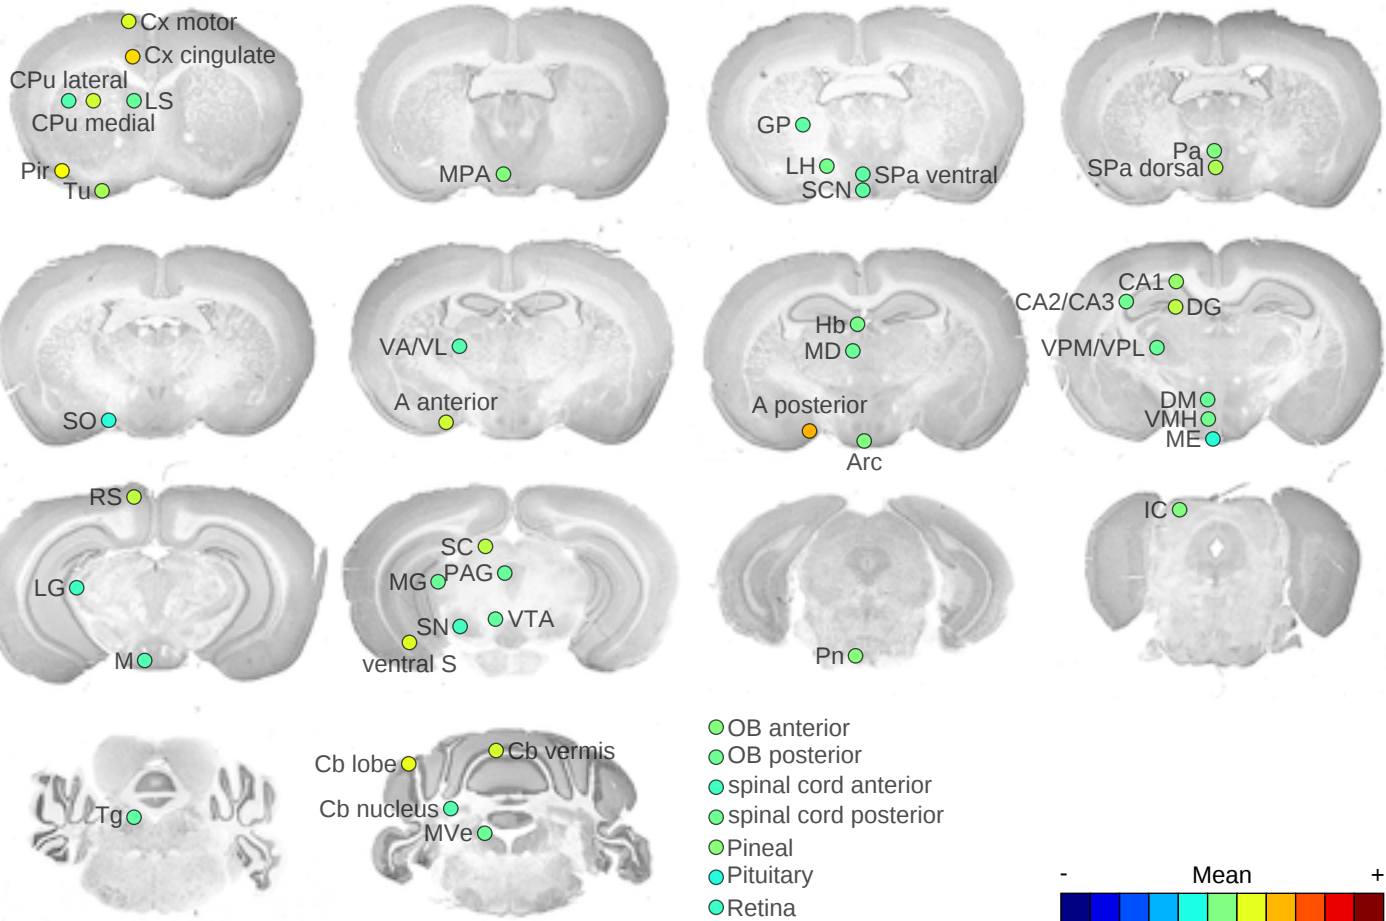 Cx motor
Cx cingulate
CPu lateral
LS
CPu medial
Pir
Tu
MPA
GP
LH
SPa ventral
SCN
Pa
SPa dorsal
SO
VA/VL
A anterior
Hb
MD
A posterior
Arc
CA1
CA2/CA3
DG
VPM/VPL
DM
VMH
ME
RS
LG
M
SC
MG
PAG
SN
VTA
ventral S
Pn
IC
Tg
Cb lobe
Cb vermis
Cb nucleus
MVe
OB anterior
OB posterior
spinal cord anterior
spinal cord posterior
Pineal
Pituitary
Retina
- Mean +